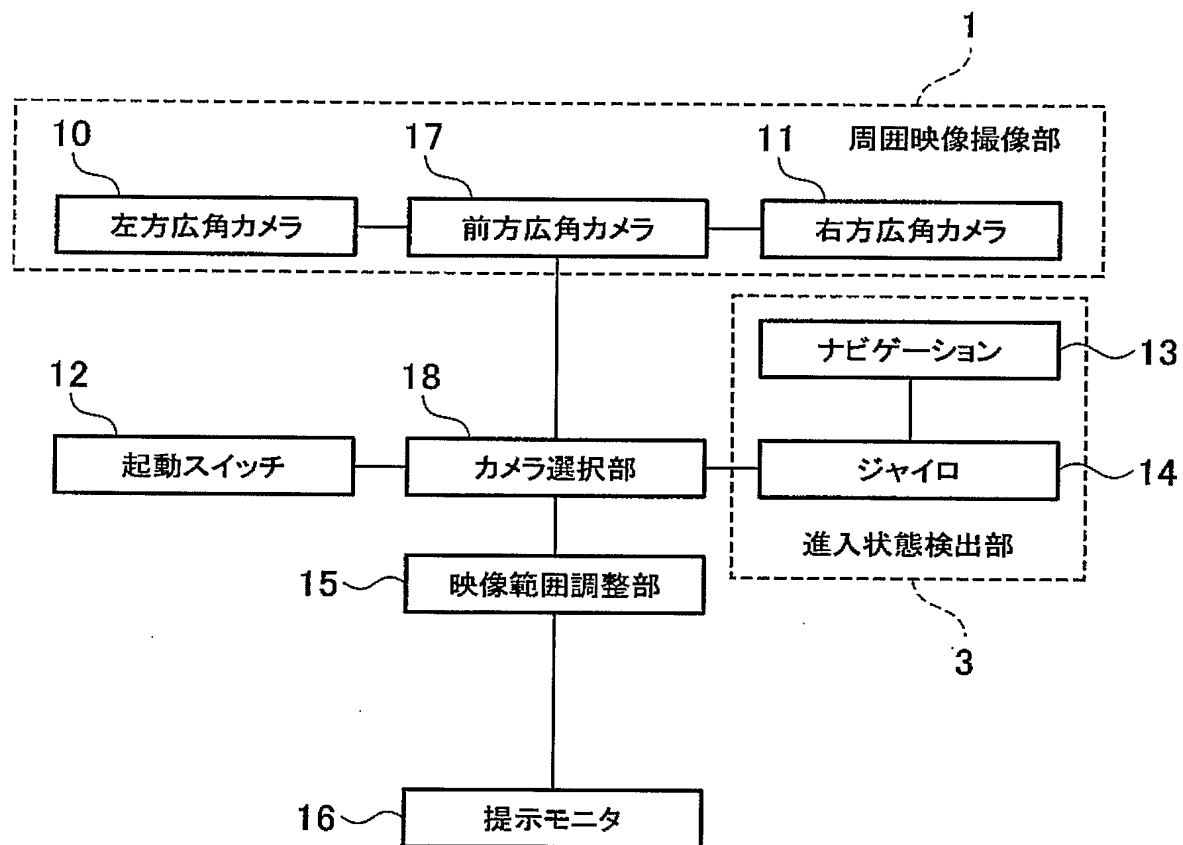 1
10
17
11
周囲映像撮像部
左方広角カメラ
前方広角カメラ
右方広角カメラ
ナビゲーション
13
12
18
起動スイッチ
カメラ選択部
ジャイロ
14
進入状態検出部
15
映像範囲調整部
3
16
提示モニタ